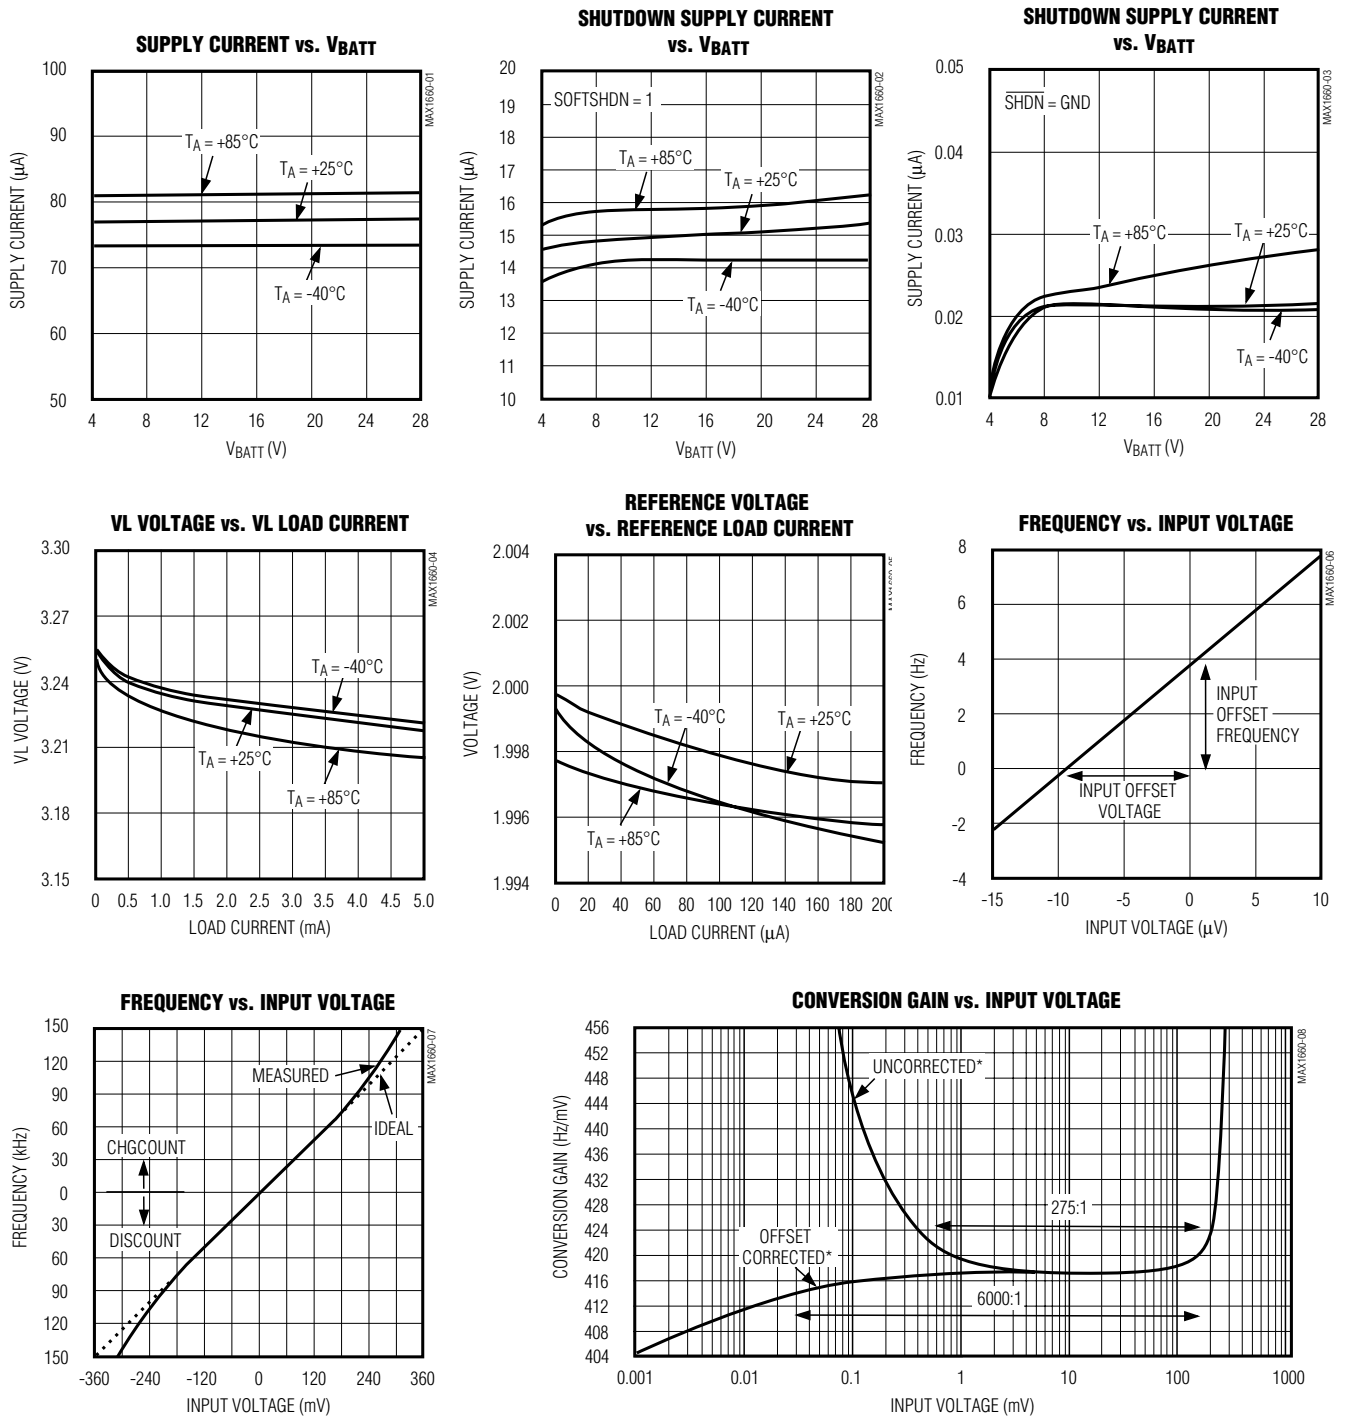 SUPPLY CURRENT vs. VBATT
100
90
80
70
60
50
SUPPLY CURRENT (µA)
TA = +85°C
TA = +25°C
TA = -40°C
4 8 12 16 20 24 28
VBATT (V)
MAX1660-01
SHUTDOWN SUPPLY CURRENT
vs. VBATT
20
19
18
17
16
15
14
13
12
11
10
SUPPLY CURRENT (µA)
SOFTSHDN = 1
TA = +85°C
TA = +25°C
TA = -40°C
4 8 12 16 20 24 28
VBATT (V)
MAX1660-02
SHUTDOWN SUPPLY CURRENT
vs. VBATT
0.05
0.04
0.03
0.02
0.01
SUPPLY CURRENT (µA)
SHDN = GND
TA = +85°C
TA = +25°C
TA = -40°C
4 8 12 16 20 24 28
VBATT (V)
MAX1660-03
VL VOLTAGE vs. VL LOAD CURRENT
3.30
3.27
3.24
3.21
3.18
3.15
VL VOLTAGE (V)
TA = -40°C
TA = +25°C
TA = +85°C
0 0.5 1.0 1.5 2.0 2.5 3.0 3.5 4.0 4.5 5.0
LOAD CURRENT (mA)
MAX1660-04
REFERENCE VOLTAGE
vs. REFERENCE LOAD CURRENT
2.004
2.002
2.000
1.998
1.996
1.994
VOLTAGE (V)
TA = -40°C
TA = +25°C
TA = +85°C
0 20 40 60 80 100 120 140 160 180 200
LOAD CURRENT (µA)
MAX1660-05
FREQUENCY vs. INPUT VOLTAGE
8
6
4
2
0
-2
-4
FREQUENCY (Hz)
INPUT
OFFSET
FREQUENCY
INPUT OFFSET
VOLTAGE
-15 -10 -5 0 5 10
INPUT VOLTAGE (µV)
MAX1660-06
FREQUENCY vs. INPUT VOLTAGE
150
120
90
60
30
0
30
60
90
120
150
FREQUENCY (kHz)
MEASURED
IDEAL
CHGCOUNT
DISCOUNT
-360 -240 -120 0 120 240 360
INPUT VOLTAGE (mV)
MAX1660-07
CONVERSION GAIN vs. INPUT VOLTAGE
456
452
448
444
440
436
432
428
424
420
416
412
408
404
CONVERSION GAIN (Hz/mV)
UNCORRECTED*
275:1
OFFSET
CORRECTED*
6000:1
0.001 0.01 0.1 1 10 100 1000
INPUT VOLTAGE (mV)
MAX1660-08